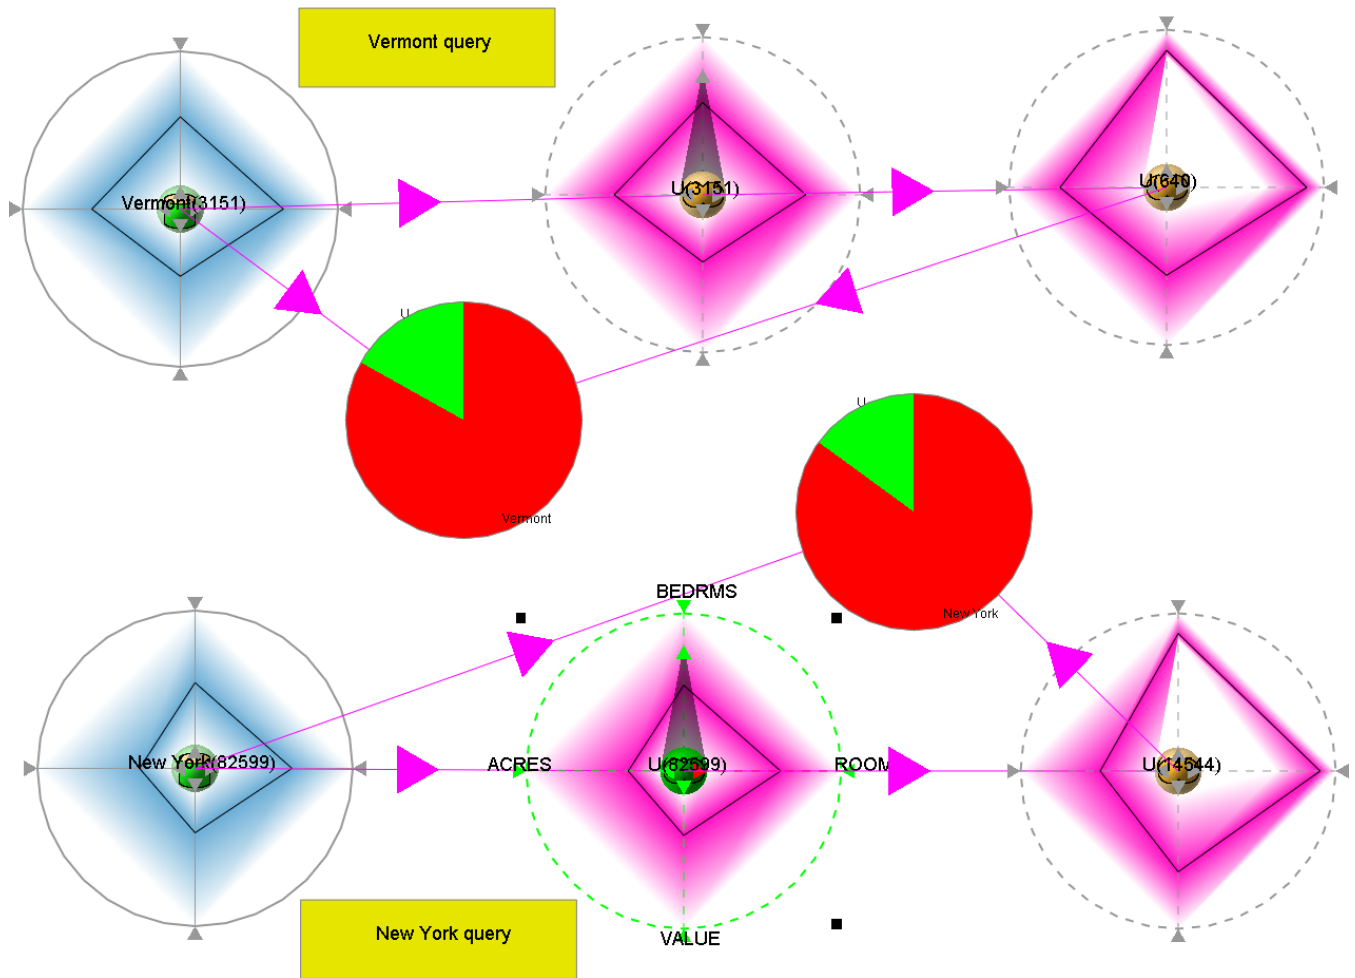 Vermont query
Vermont(3151)
U(3151)
U(640)
U
Vermont
U
New York
BEDRMS
New York(82599)
ACRES
U(82599)
ROOM
U(14544)
VALUE
New York query